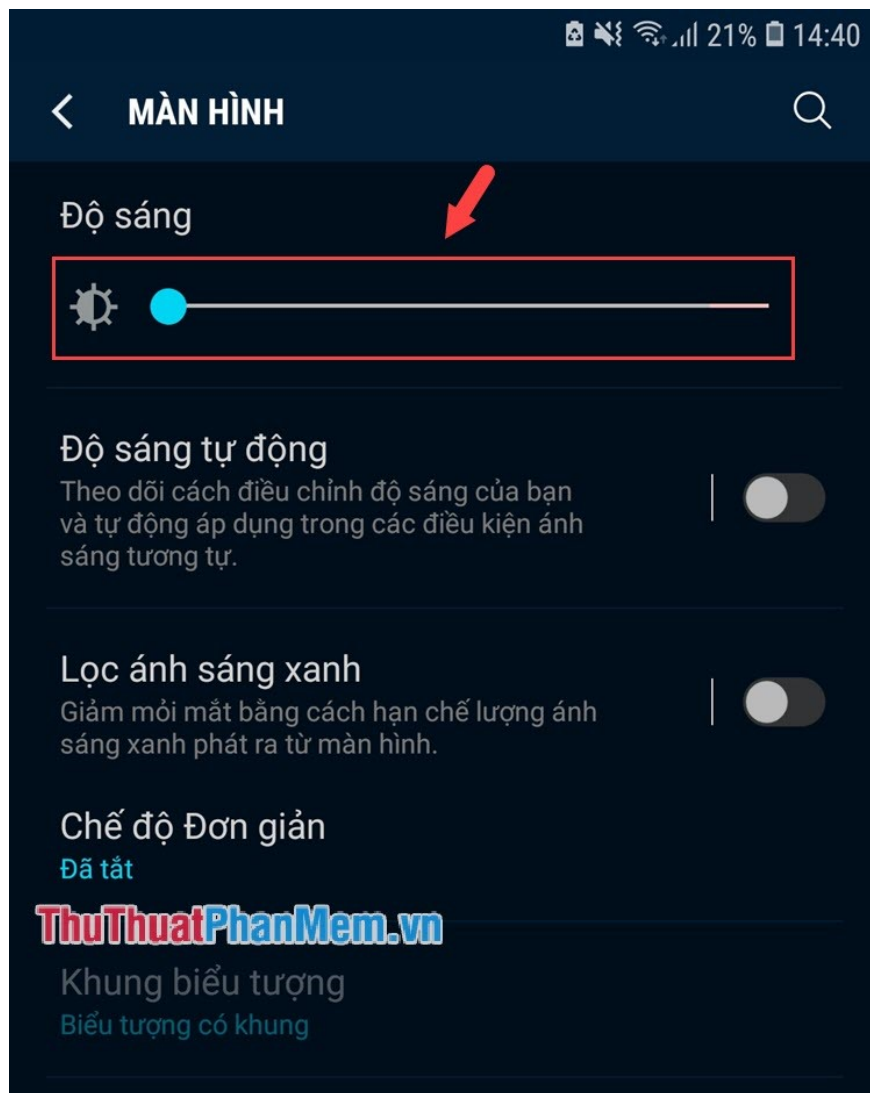 21% 14:40
MÀN HÌNH
Độ sáng
Độ sáng tự động
Theo dõi cách điều chỉnh độ sáng của bạn
và tự động áp dụng trong các điều kiện ánh
sáng tương tự.
Lọc ánh sáng xanh
Giảm mỏi mắt bằng cách hạn chế lượng ánh
sáng xanh phát ra từ màn hình.
Chế độ Đơn giản
Đã tắt
ThuThuatPhanMem.vn
Khung biểu tượng
Biểu tượng có khung